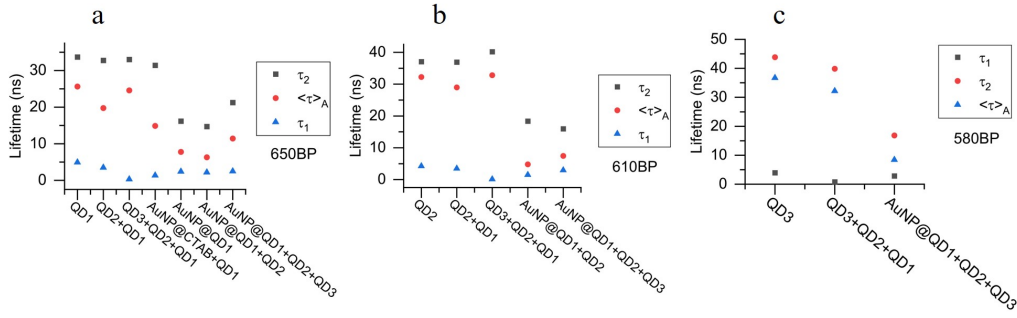 a
Lifetime (ns)
30
20
10
0
QD1
QD2+QD1
QD3+QD2+QD1
AuNP@CTAB+QD1
AuNP@QD1
AuNP@QD1+QD2
AuNP@QD1+QD2+QD3
τ2
<τ>A
τ1
650BP
b
Lifetime (ns)
40
30
20
10
0
QD2
QD2+QD1
QD3+QD2+QD1
AuNP@QD1+QD2
AuNP@QD1+QD2+QD3
τ2
<τ>A
τ1
610BP
c
Lifetime (ns)
50
40
30
20
10
0
QD3
QD3+QD2+QD1
AuNP@QD1+QD2+QD3
τ1
τ2
<τ>A
580BP